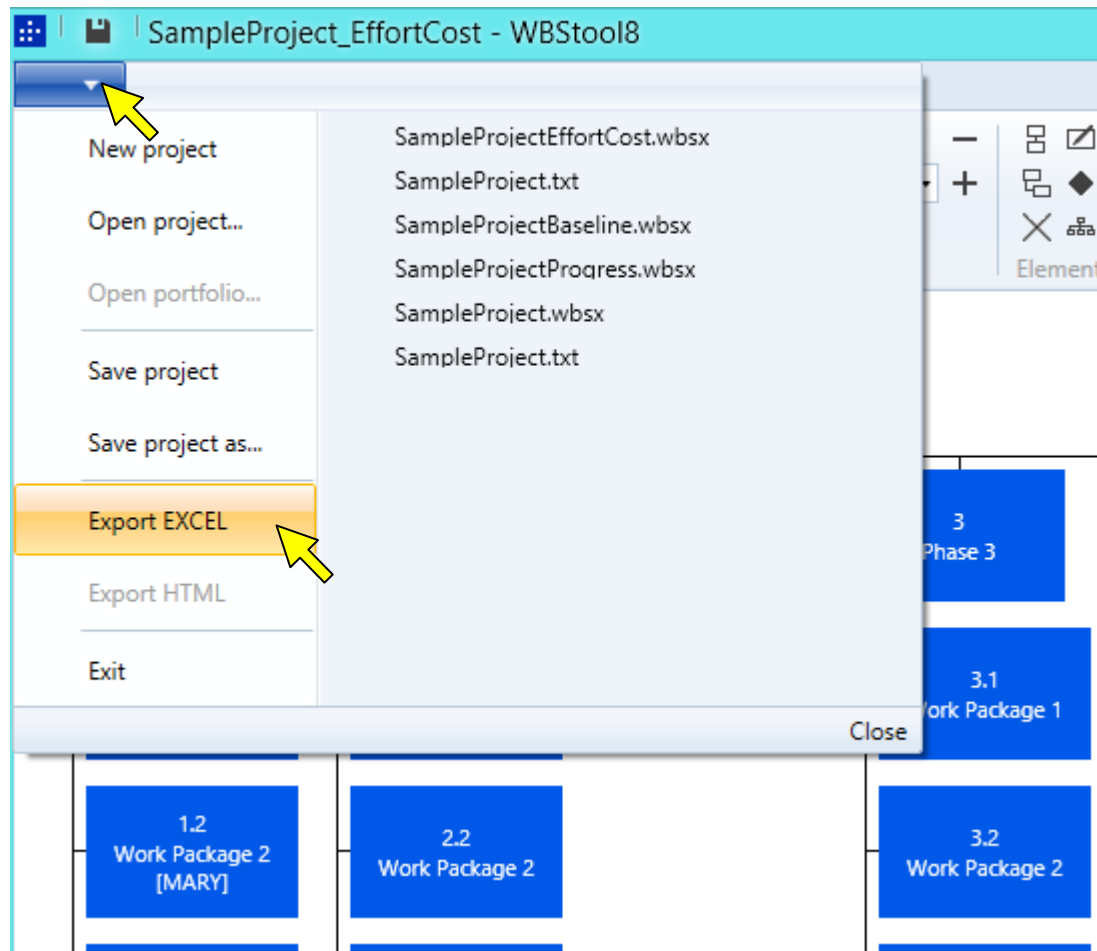 SampleProject_EffortCost - WBStool8
New project
Open project...
Open portfolio...
Save project
Save project as...
Export EXCEL
Export HTML
Exit
SampleProjectEffortCost.wbsx
SampleProject.txt
SampleProjectBaseline.wbsx
SampleProjectProgress.wbsx
SampleProject.wbsx
SampleProject.txt
Close
Element
3
Phase 3
3.1
Work Package 1
1.2
Work Package 2
[MARY]
2.2
Work Package 2
3.2
Work Package 2